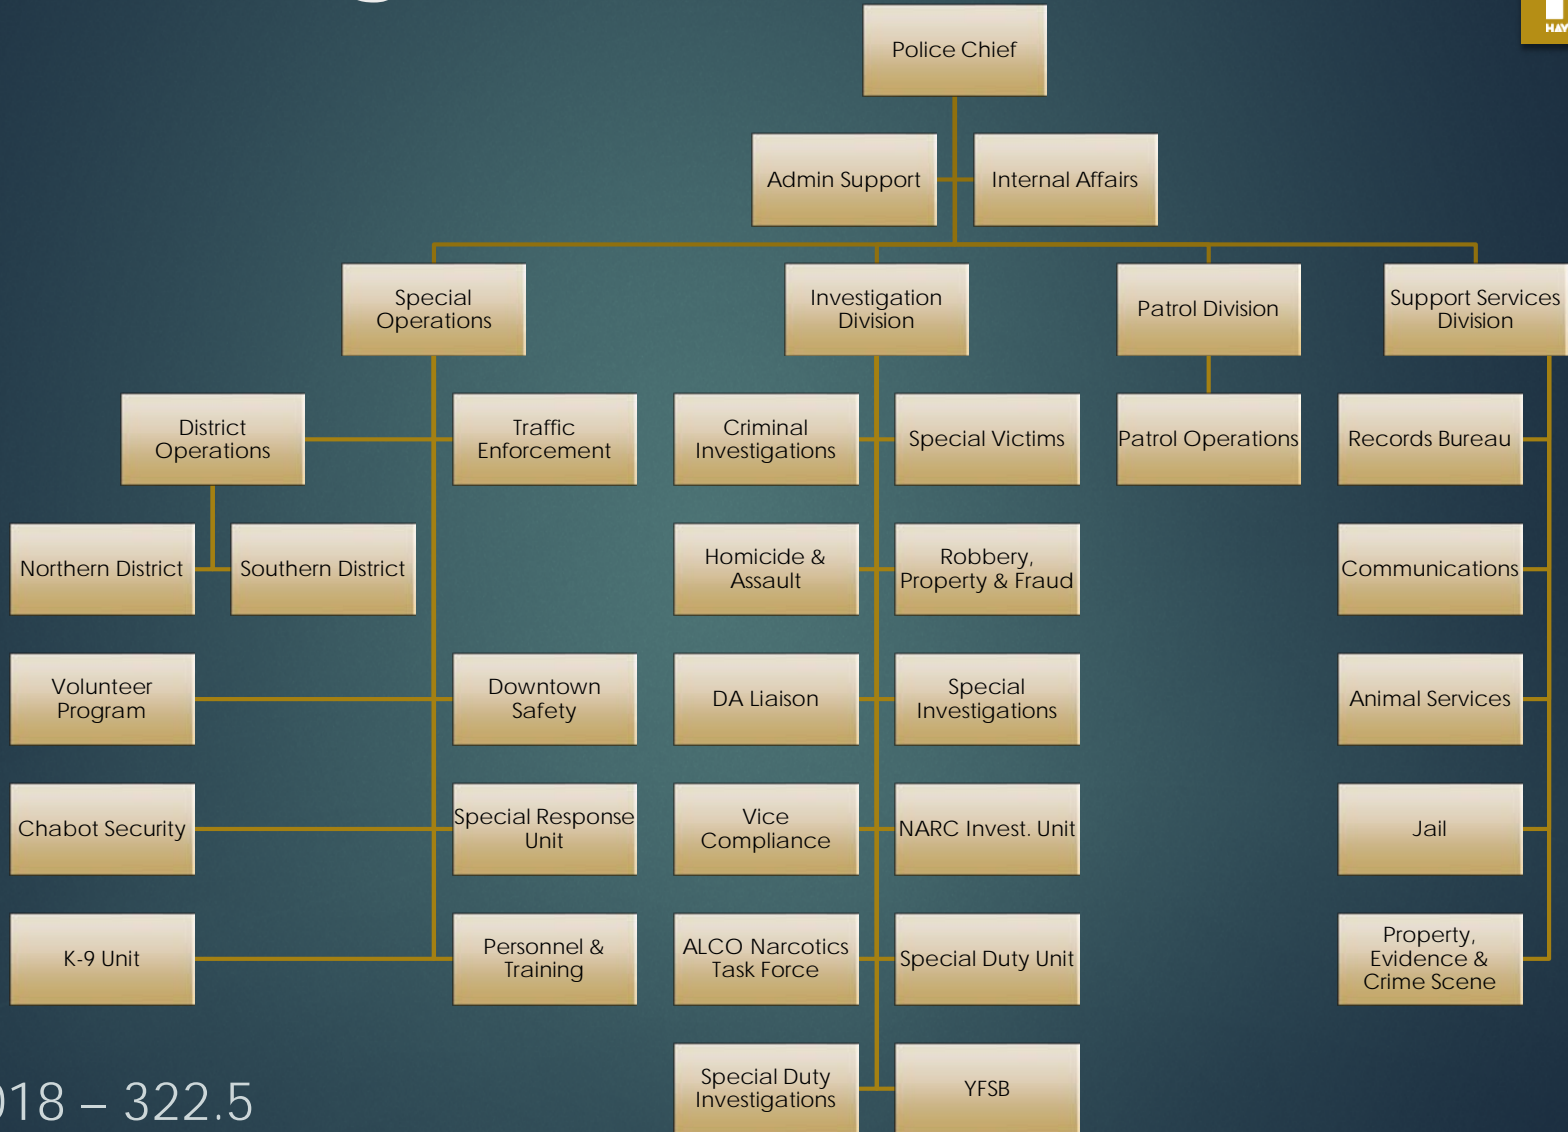 HAY
Police Chief
Admin Support
Internal Affairs
Special
Operations
Investigation
Division
Patrol Division
Support Services
Division
District
Operations
Traffic
Enforcement
Criminal
Investigations
Special Victims
Patrol Operations
Records Bureau
Northern District
Southern District
Homicide &
Assault
Robbery,
Property & Fraud
Communications
Volunteer
Program
Downtown
Safety
DA Liaison
Special
Investigations
Animal Services
Chabot Security
Special Response
Unit
Vice
Compliance
NARC Invest. Unit
Jail
K-9 Unit
Personnel &
Training
ALCO Narcotics
Task Force
Special Duty Unit
Property,
Evidence &
Crime Scene
Special Duty
Investigations
YFSB
018 – 322.5